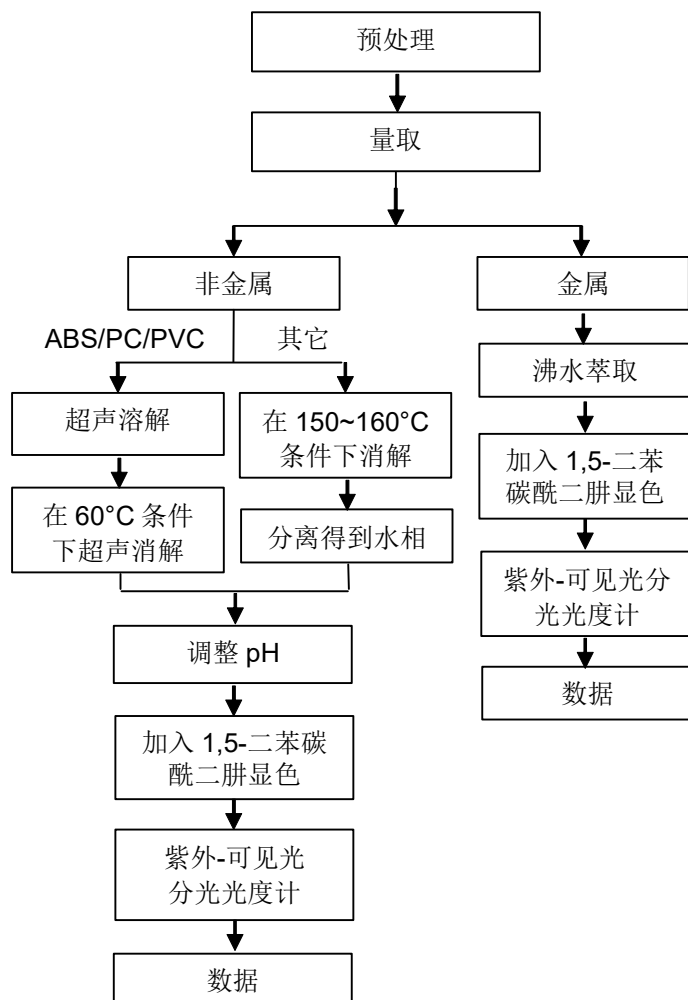 预处理
量取
非金属
金属
ABS/PC/PVC
其它
沸水萃取
超声溶解
在 150~160°C
条件下消解
加入 1,5-二苯
碳酰二肼显色
在 60°C 条件
下超声消解
分离得到水相
紫外-可见光分
光光度计
调整 pH
数据
加入 1,5-二苯碳
酰二肼显色
紫外-可见光
分光光度计
数据